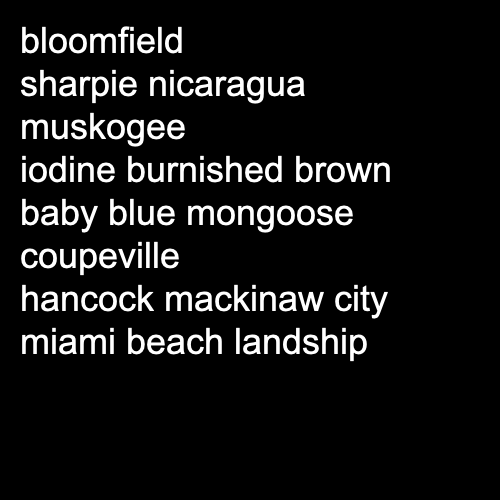 bloomfield
sharpie nicaragua
muskogee
iodine burnished brown
baby blue mongoose
coupeville
hancock mackinaw city
miami beach landship